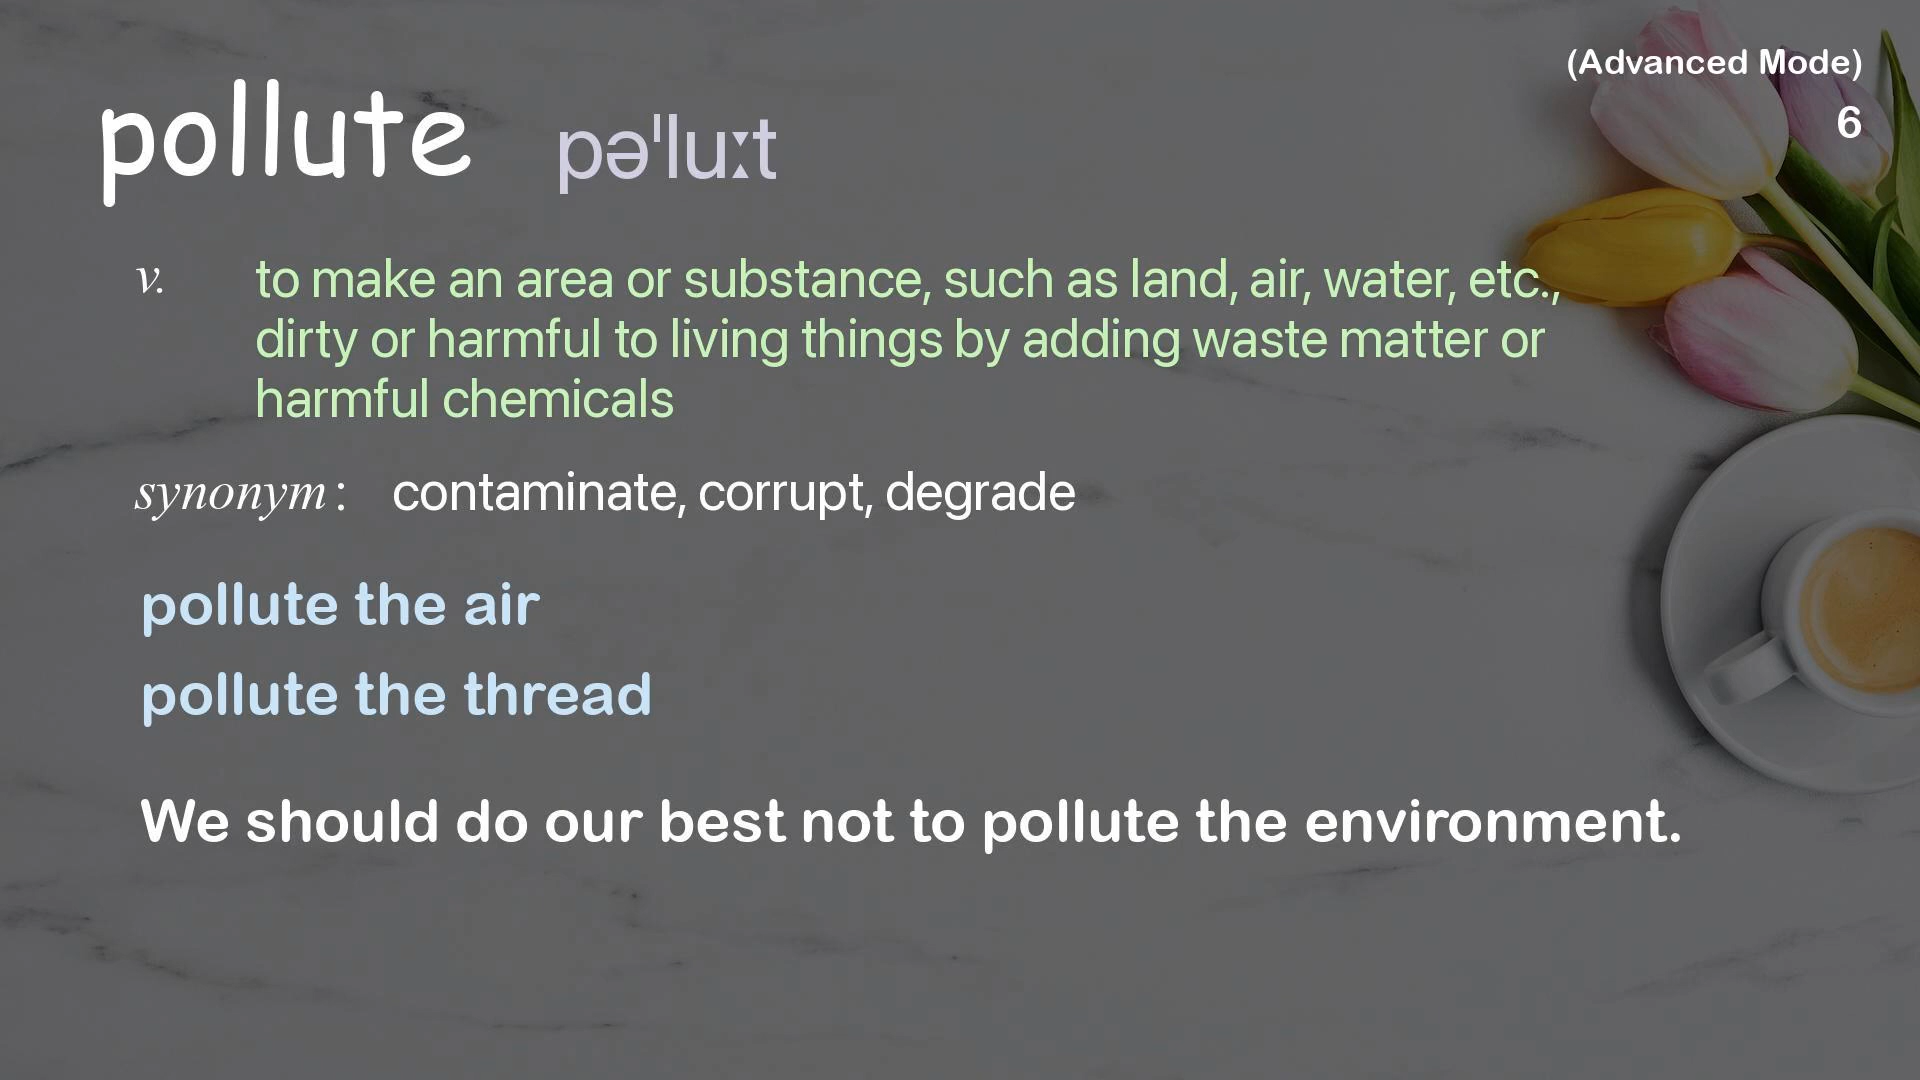 (Advanced Mode)
6
pollute pəˈluːt
v. to make an area or substance, such as land, air, water, etc.,
dirty or harmful to living things by adding waste matter or
harmful chemicals
synonym : contaminate, corrupt, degrade
pollute the air
pollute the thread
We should do our best not to pollute the environment.